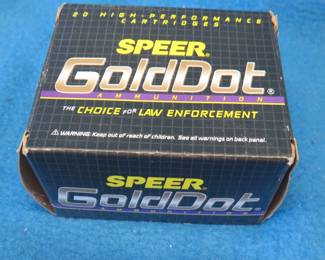 20 HIGH-PERFORMANCE
CARTRIDGES
SPEER®
GoldDot®
AMMUNITION
THE CHOICE FOR LAW ENFORCEMENT
⚠WARNING: Keep out of reach of children. See all warnings on back panel.
SPEER®
GoldDot®
AMMUNITION